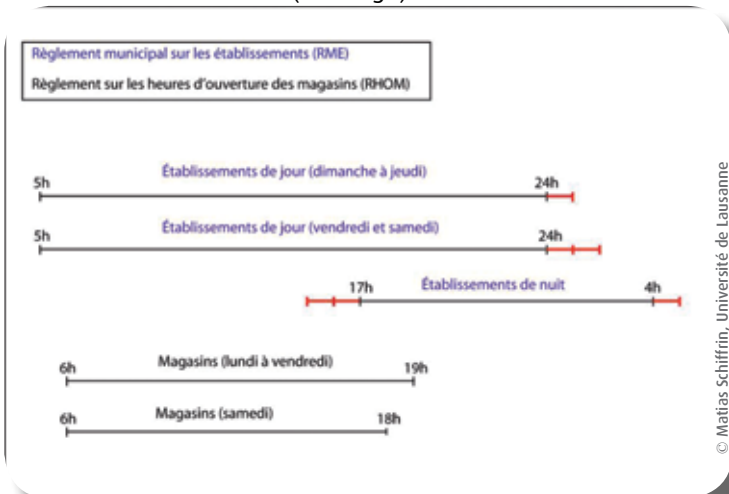 Règlement municipal sur les établissements (RME)
Règlement sur les heures d'ouverture des magasins (RHOM)
Établissements de jour (dimanche à jeudi)
5h 24h
Établissements de jour (vendredi et samedi)
5h 24h
17h Établissements de nuit 4h
6h Magasins (lundi à vendredi) 19h
6h Magasins (samedi) 18h
© Matias Schiffrin, Université de Lausanne